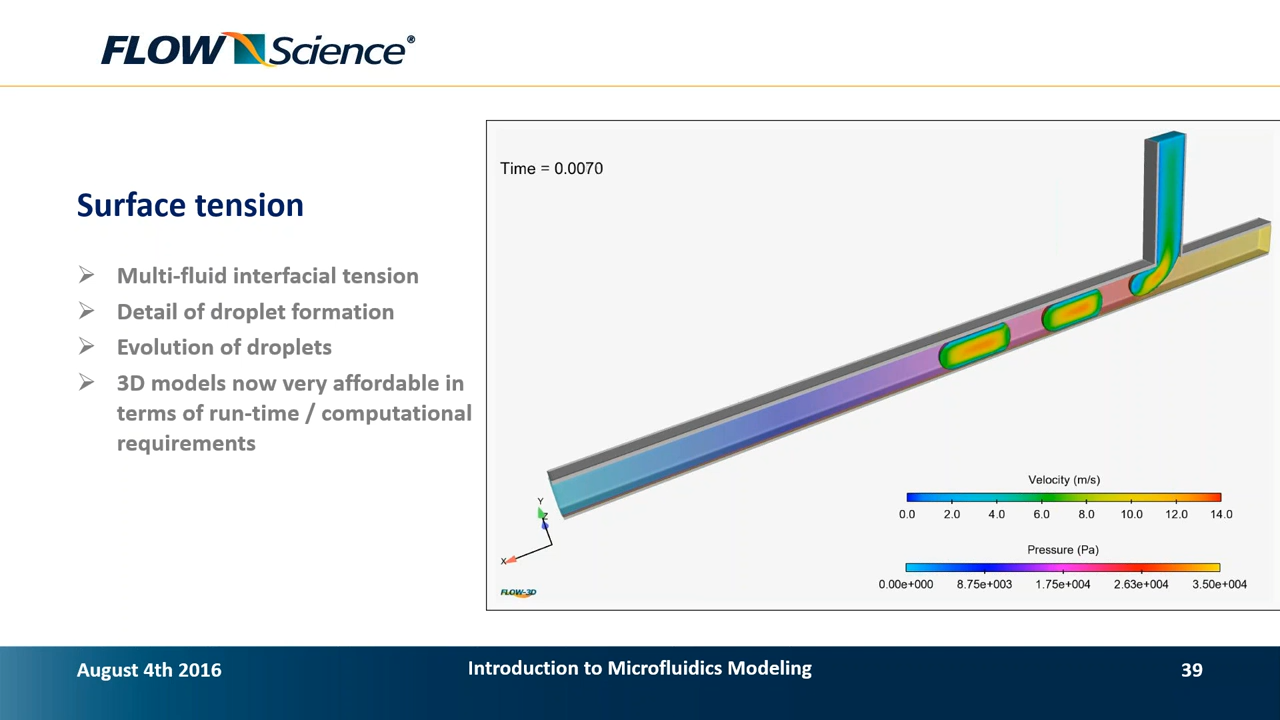 FLOW Science®
Time = 0.0070
Surface tension
Multi-fluid interfacial tension
Detail of droplet formation
Evolution of droplets
3D models now very affordable in
terms of run-time / computational
requirements
Velocity (m/s)
0.0 2.0 4.0 6.0 8.0 10.0 12.0 14.0
Pressure (Pa)
0.00e+000 8.75e+003 1.75e+004 2.63e+004 3.50e+004
Y
Z
X
FLOW-3D
August 4th 2016 Introduction to Microfluidics Modeling 39